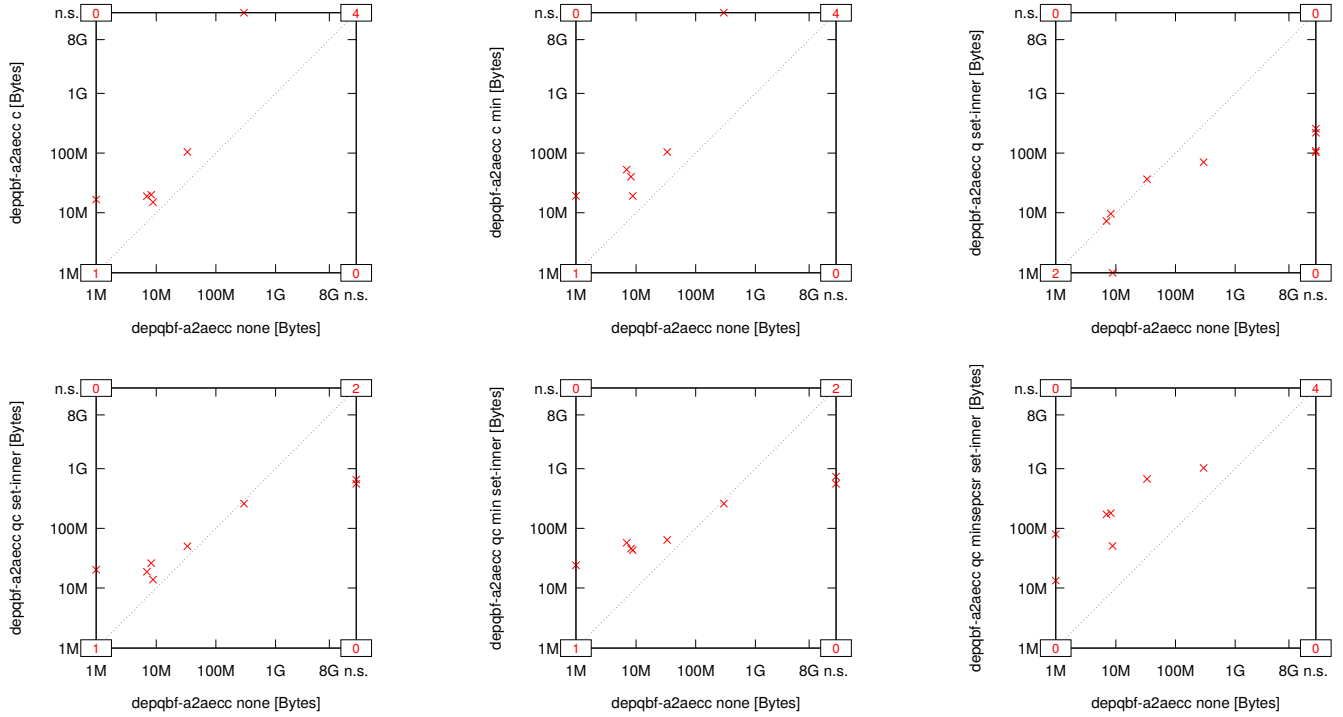 n.s. 0 4
8G
1G
100M
10M
1M 1 0
1M 10M 100M 1G 8G n.s.
depqbf-a2aecc c [Bytes]
depqbf-a2aecc none [Bytes]
n.s. 0 4
8G
1G
100M
10M
1M 1 0
1M 10M 100M 1G 8G n.s.
depqbf-a2aecc c min [Bytes]
depqbf-a2aecc none [Bytes]
n.s. 0 0
8G
1G
100M
10M
1M 2 0
1M 10M 100M 1G 8G n.s.
depqbf-a2aecc q set-inner [Bytes]
depqbf-a2aecc none [Bytes]
n.s. 0 2
8G
1G
100M
10M
1M 1 0
1M 10M 100M 1G 8G n.s.
depqbf-a2aecc qc set-inner [Bytes]
depqbf-a2aecc none [Bytes]
n.s. 0 2
8G
1G
100M
10M
1M 1 0
1M 10M 100M 1G 8G n.s.
depqbf-a2aecc qc min set-inner [Bytes]
depqbf-a2aecc none [Bytes]
n.s. 0 4
8G
1G
100M
10M
1M 0 0
1M 10M 100M 1G 8G n.s.
depqbf-a2aecc qc minsepcsr set-inner [Bytes]
depqbf-a2aecc none [Bytes]